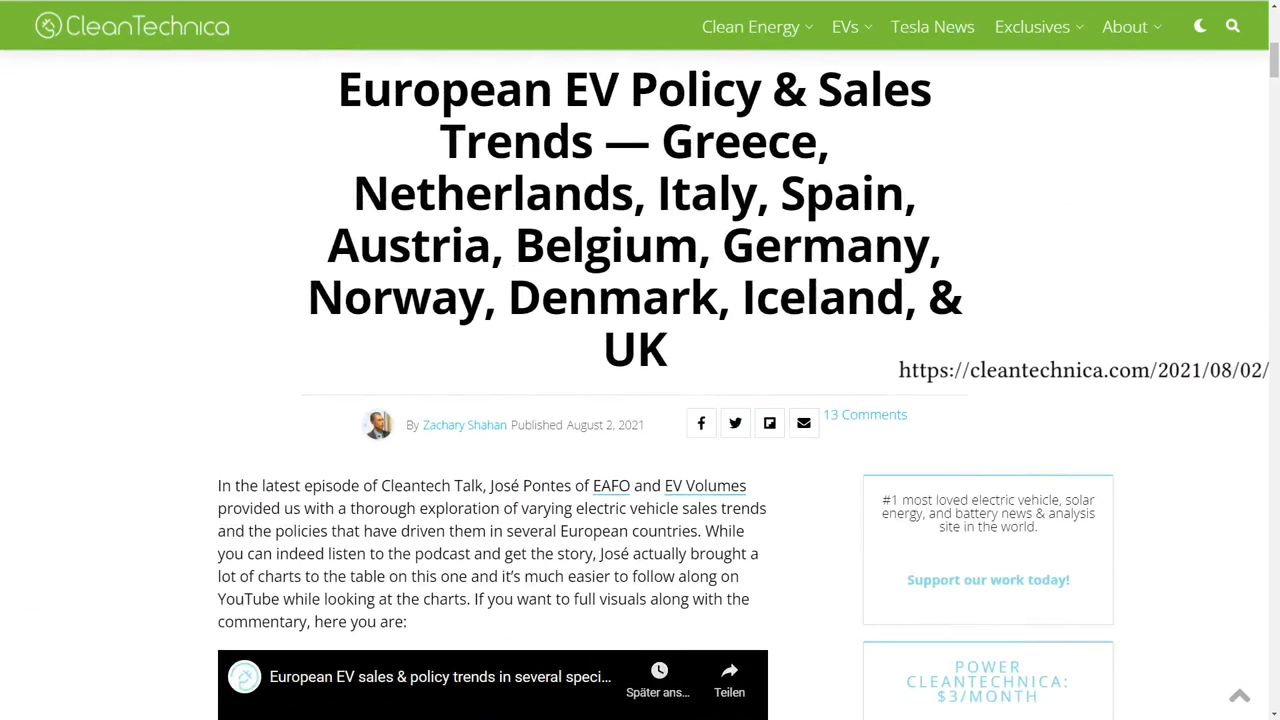 CleanTechnica
Clean Energy EVs Tesla News Exclusives About
European EV Policy & Sales
Trends — Greece,
Netherlands, Italy, Spain,
Austria, Belgium, Germany,
Norway, Denmark, Iceland, &
UK
https://cleantechnica.com/2021/08/02/
By Zachary Shahan Published August 2, 2021
13 Comments
In the latest episode of Cleantech Talk, José Pontes of EAFO and EV Volumes
provided us with a thorough exploration of varying electric vehicle sales trends
and the policies that have driven them in several European countries. While
you can indeed listen to the podcast and get the story, José actually brought a
lot of charts to the table on this one and it's much easier to follow along on
YouTube while looking at the charts. If you want to full visuals along with the
commentary, here you are:
European EV sales & policy trends in several speci...
Später ans...
Teilen
#1 most loved electric vehicle, solar
energy, and battery news & analysis
site in the world.
Support our work today!
POWER
CLEANTECHNICA:
$3/MONTH